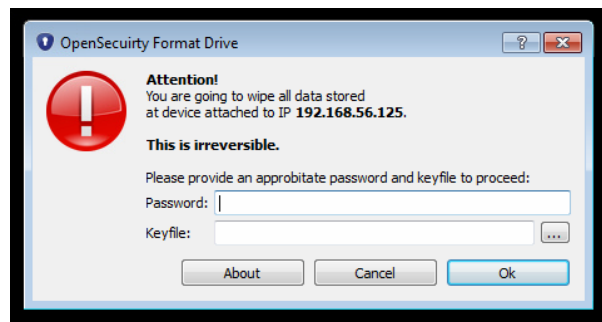 OpenSecuirty Format Drive
Attention!
You are going to wipe all data stored
at device attached to IP 192.168.56.125.
This is irreversible.
Please provide an approbitate password and keyfile to proceed:
Password:
Keyfile:
...
About Cancel Ok